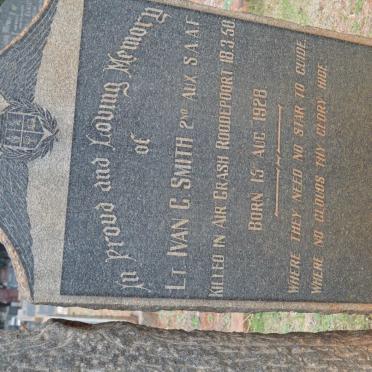 In Proud and Loving Memory
of
LT IVAN C SMITH 2ND AUX S.A.A.F
KILLED IN AIR CRASH ROODEPOORT 18.3.50.
BORN 15 AUG. 1928
WHERE THEY NEED NO STAR TO GUIDE,
WHERE NO CLOUDS THY GLORY HIDE